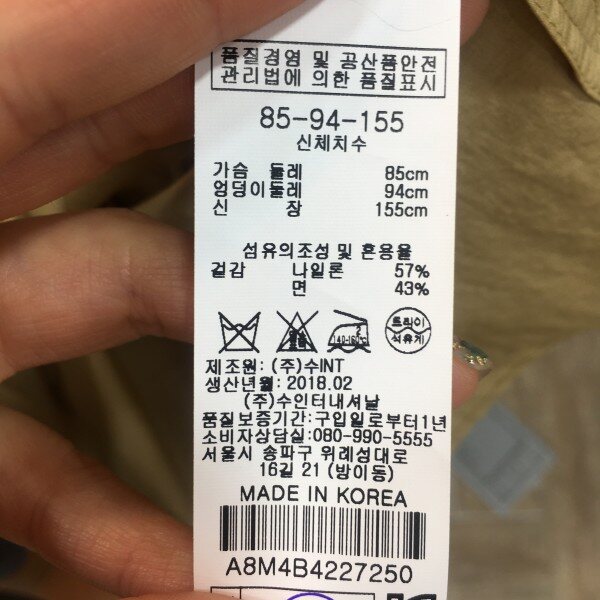 품질경영 및 공산품안전
관리법에 의한 품질표시
85-94-155
신체치수
가슴 둘레 85cm
엉덩이둘레 94cm
신 장 155cm
섬유의조성 및 혼용율
겉감 나일론 57%
면 43%
염소
140-160℃
드라이
석유계
제조원: (주)수INT
생산년월: 2018.02
(주)수인터내셔날
품질보증기간:구입일로부터1년
소비자상담실:080-990-5555
서울시 송파구 위례성대로
16길 21 (방이동)
MADE IN KOREA
A8M4B4227250